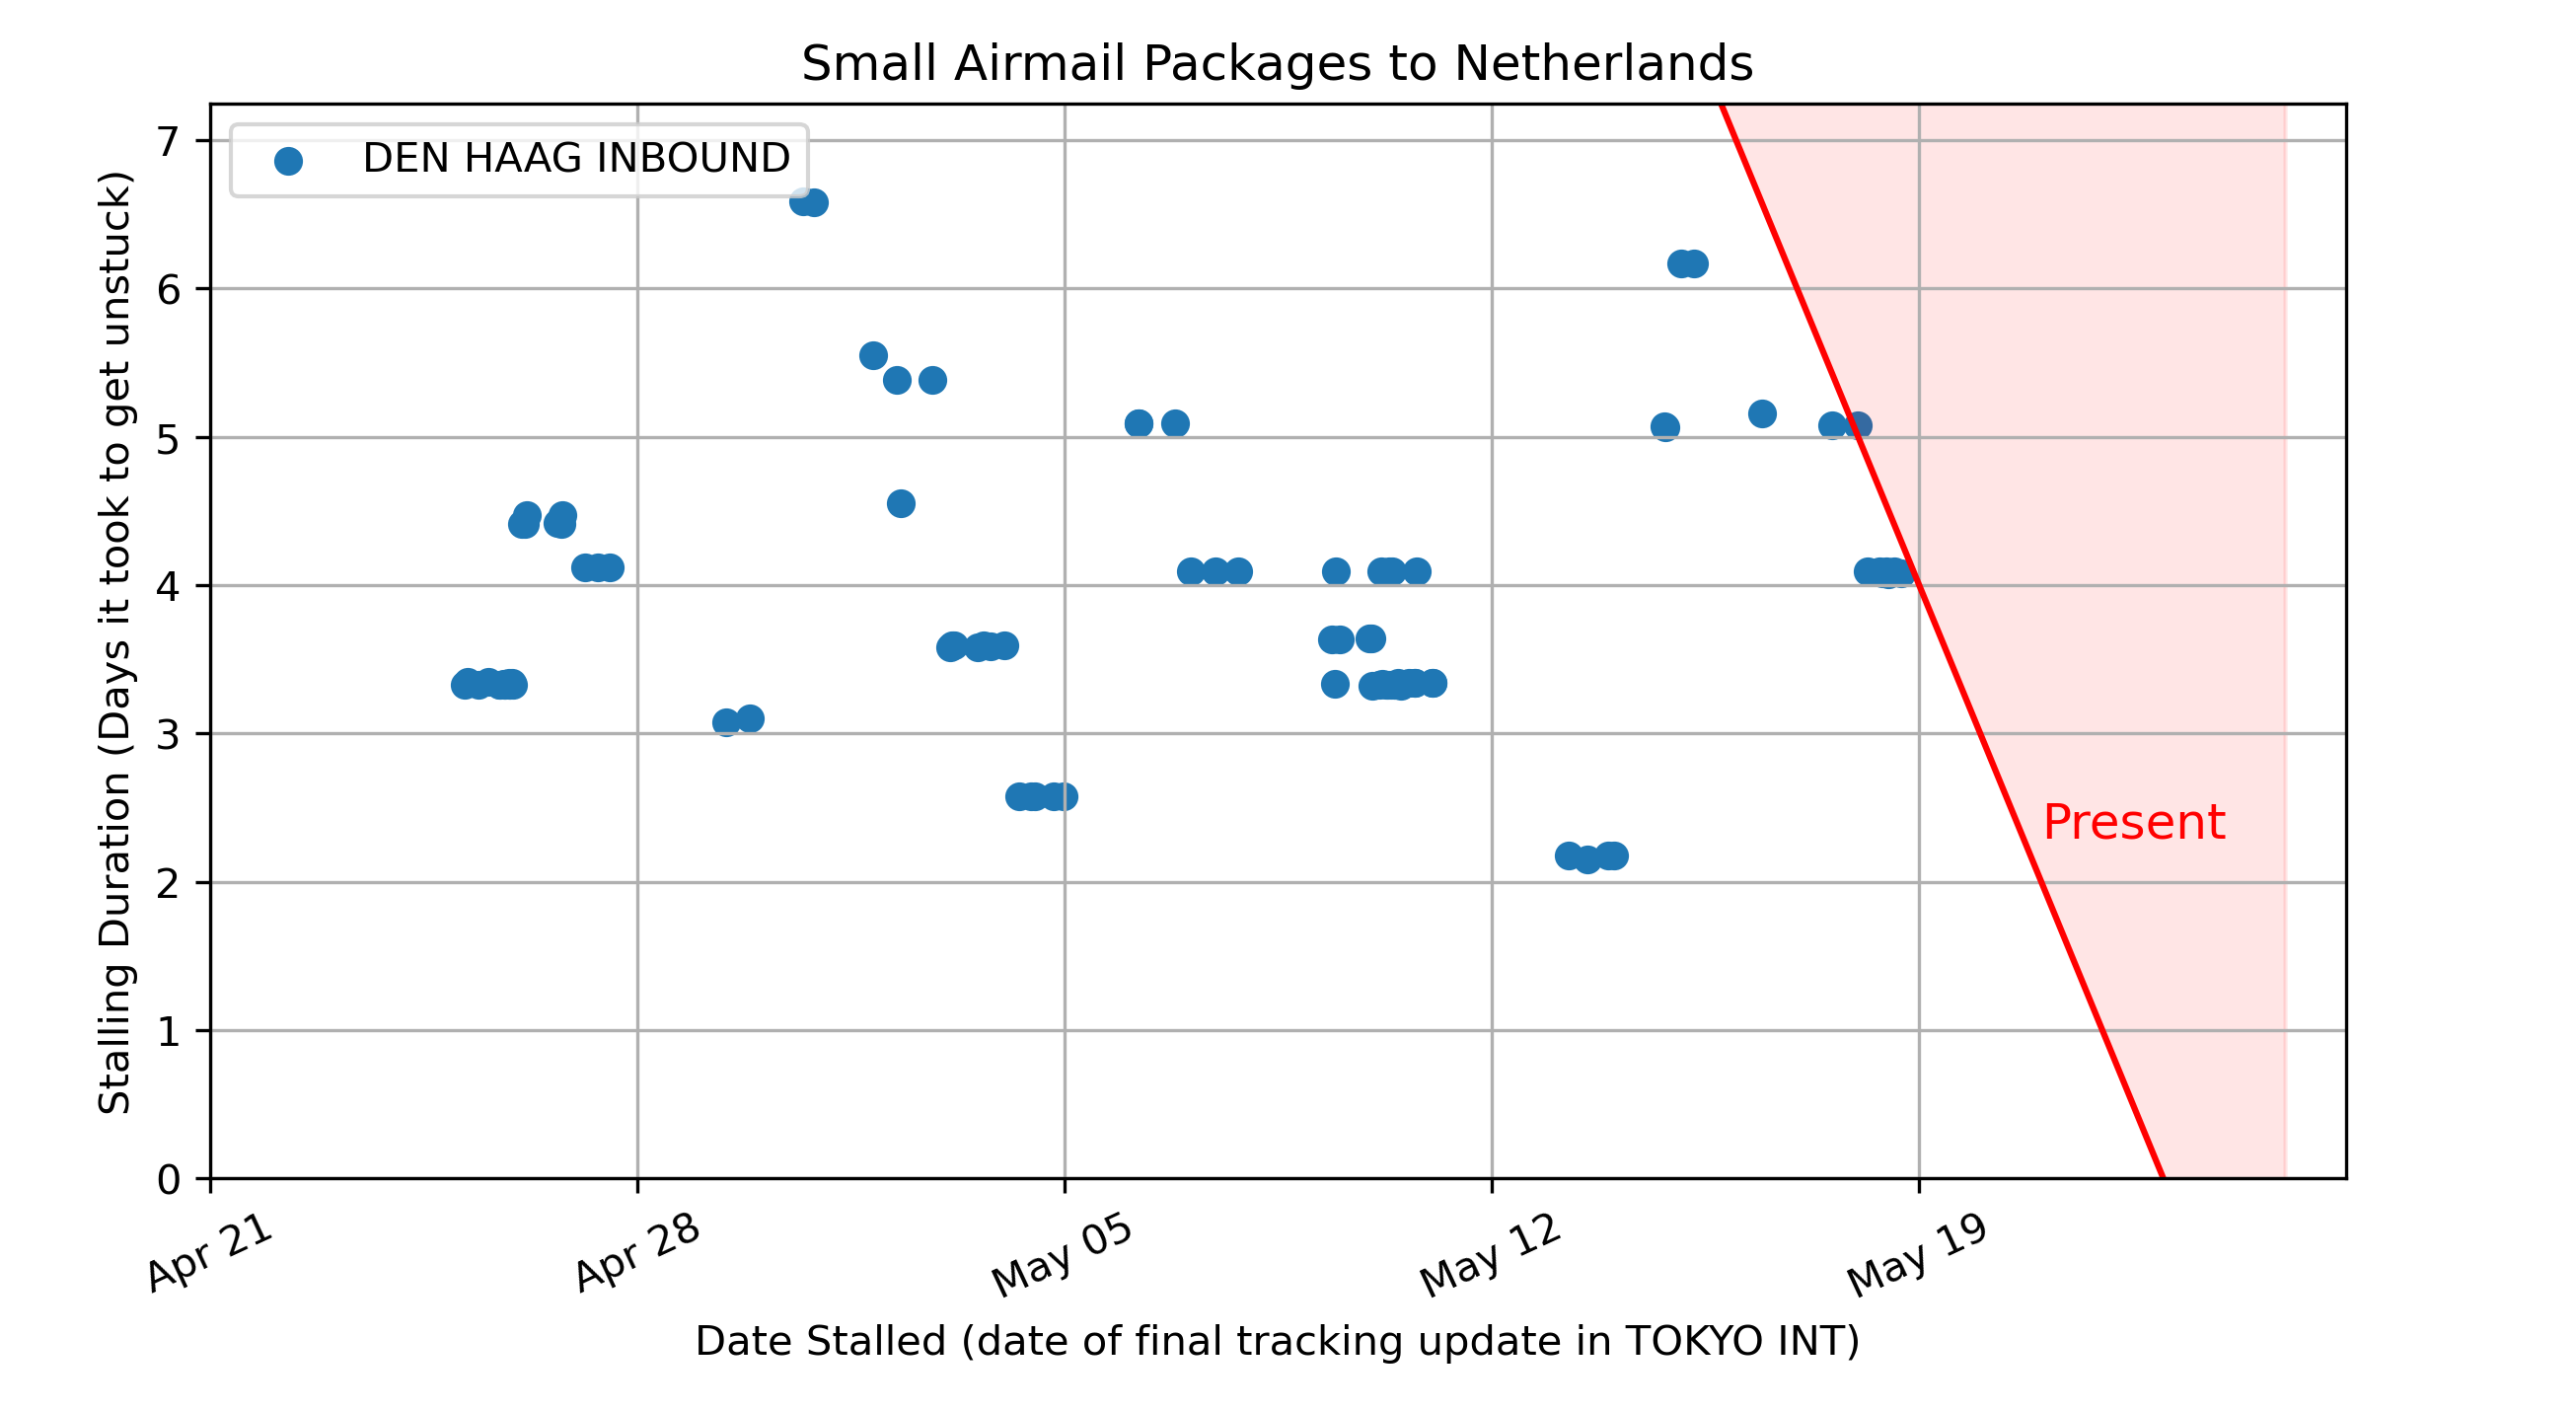 Small Airmail Packages to Netherlands
DEN HAAG INBOUND
Stalling Duration (Days it took to get unstuck)
7
6
5
4
3
2
1
0
Present
Apr 21
Apr 28
May 05
May 12
May 19
Date Stalled (date of final tracking update in TOKYO INT)